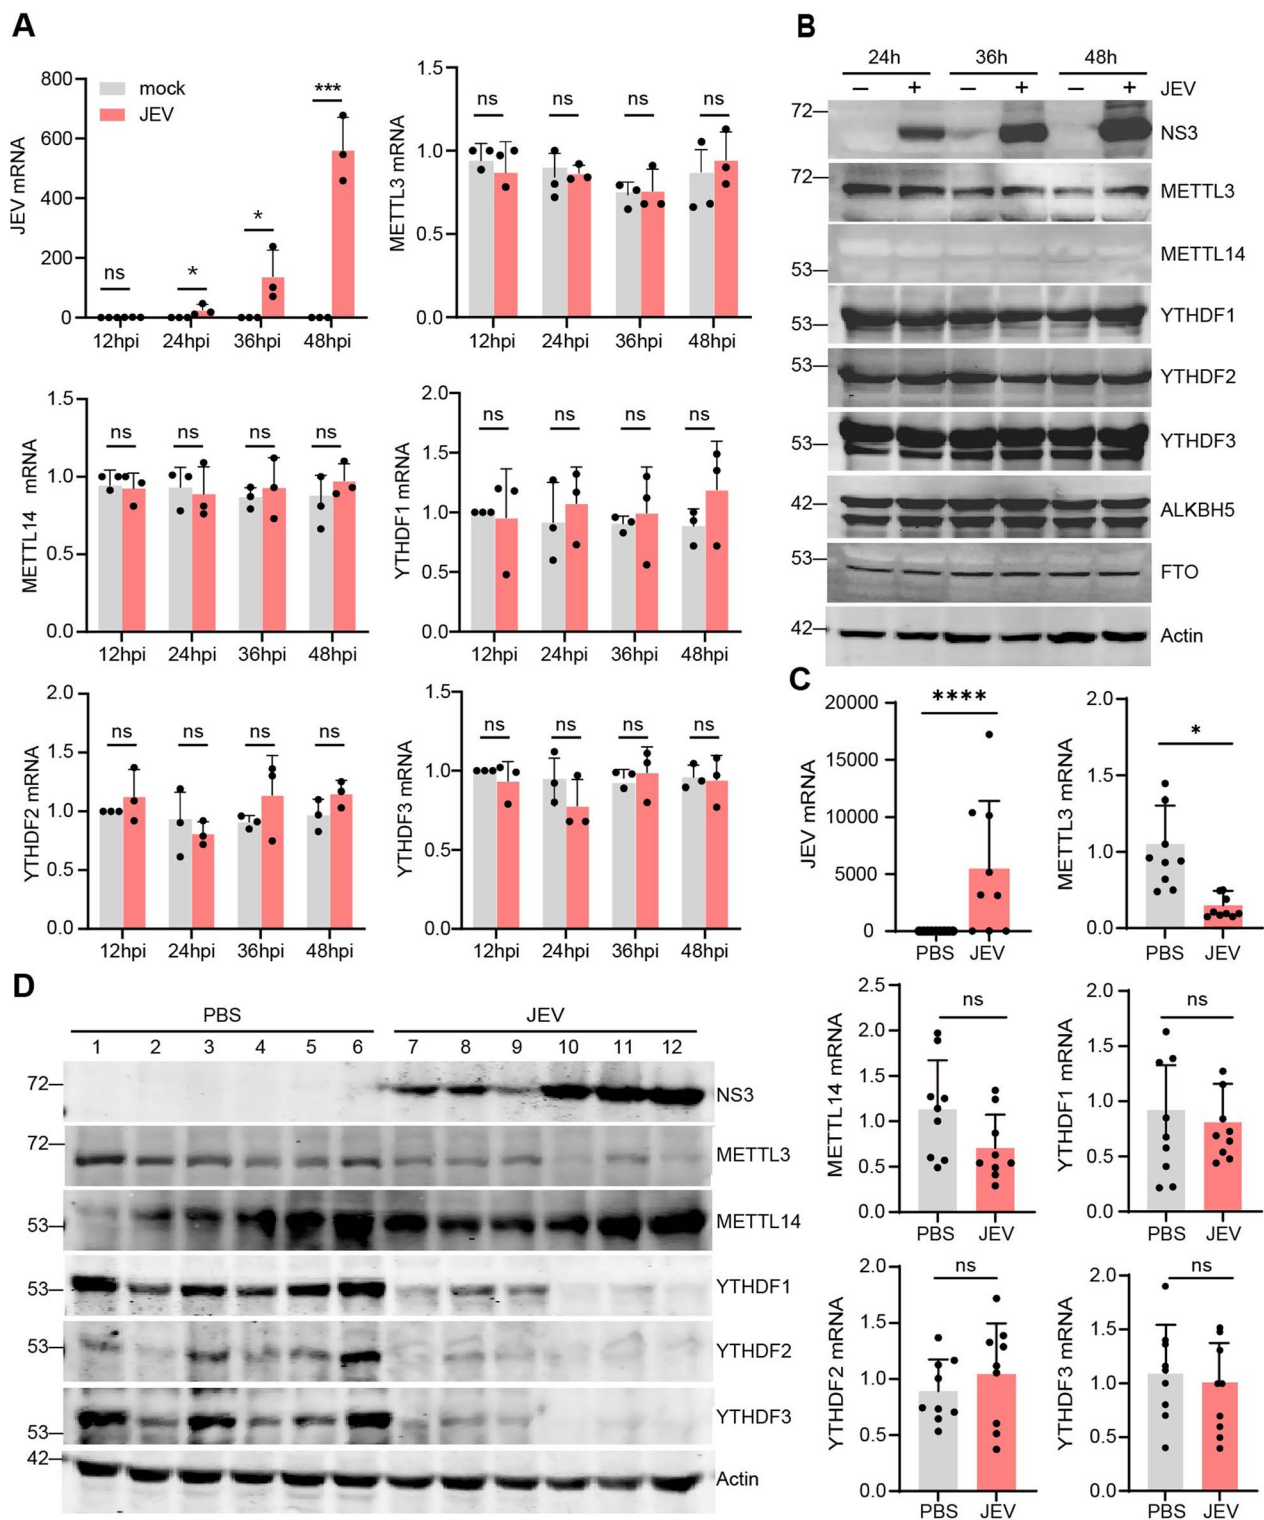 A
JEV mRNA
800
600
400
200
0
mock
JEV
ns
*
*
***
12hpi 24hpi 36hpi 48hpi
METTL3 mRNA
1.5
1.0
0.5
0.0
ns ns ns ns
12hpi 24hpi 36hpi 48hpi
METTL14 mRNA
1.5
1.0
0.5
0.0
ns ns ns ns
12hpi 24hpi 36hpi 48hpi
YTHDF1 mRNA
2.0
1.5
1.0
0.5
0.0
ns ns ns ns
12hpi 24hpi 36hpi 48hpi
YTHDF2 mRNA
2.0
1.5
1.0
0.5
0.0
ns ns ns ns
12hpi 24hpi 36hpi 48hpi
YTHDF3 mRNA
1.5
1.0
0.5
0.0
ns ns ns ns
12hpi 24hpi 36hpi 48hpi
B
24h 36h 48h
− + − + − + JEV
72 NS3
72 METTL3
53 METTL14
53 YTHDF1
53 YTHDF2
53 YTHDF3
42 ALKBH5
53 FTO
42 Actin
C
JEV mRNA
20000
15000
10000
5000
0
****
PBS JEV
METTL3 mRNA
2.0
1.5
1.0
0.0
*
PBS JEV
METTL14 mRNA
2.5
2.0
1.5
1.0
0.5
0.0
ns
PBS JEV
YTHDF1 mRNA
2.0
1.5
1.0
0.5
0.0
ns
PBS JEV
YTHDF2 mRNA
2.0
1.5
1.0
0.5
0.0
ns
PBS JEV
YTHDF3 mRNA
2.0
1.5
1.0
0.5
0.0
ns
PBS JEV
D
PBS JEV
1 2 3 4 5 6 7 8 9 10 11 12
72 NS3
72 METTL3
53 METTL14
53 YTHDF1
53 YTHDF2
53 YTHDF3
42 Actin